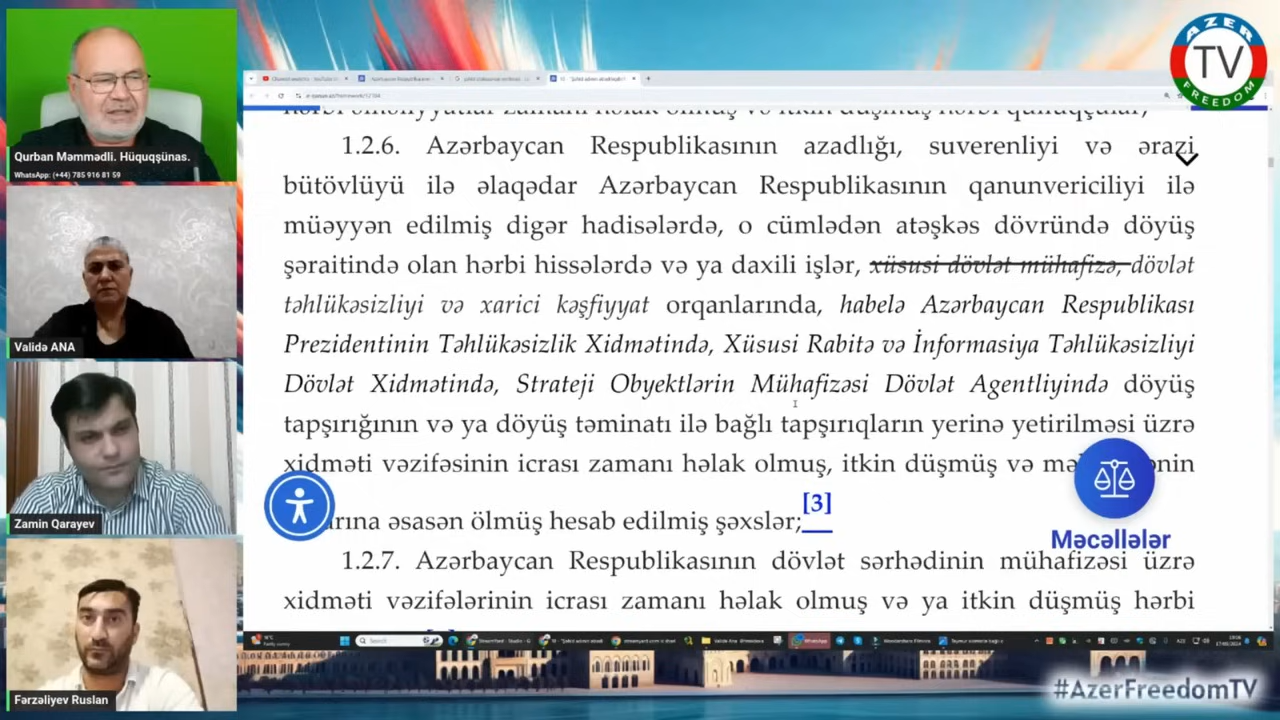 AZER
TV
FREEDOM
Qurban Məmmədli. Hüquqşünas.
WhatsApp: (+44) 785 916 81 59
Validə ANA
Zamin Qarayev
Fərzəliyev Ruslan
1.2.6. Azərbaycan Respublikasının azadlığı, suverenliyi və ərazi
bütövlüyü ilə əlaqədar Azərbaycan Respublikasının qanunvericiliyi ilə
müəyyən edilmiş digər hadisələrdə, o cümlədən atəşkəs dövründə döyüş
şəraitində olan hərbi hissələrdə və ya daxili işlər, xüsusi dövlət mühafizə, dövlət
təhlükəsizliyi və xarici kəşfiyyat orqanlarında, habelə Azərbaycan Respublikası
Prezidentinin Təhlükəsizlik Xidmətində, Xüsusi Rabitə və İnformasiya Təhlükəsizliyi
Dövlət Xidmətində, Strateji Obyektlərin Mühafizəsi Dövlət Agentliyində döyüş
tapşırığının və ya döyüş təminatı ilə bağlı tapşırıqların yerinə yetirilməsi üzrə
xidməti vəzifəsinin icrası zamanı həlak olmuş, itkin düşmüş və
əsasən ölmüş hesab edilmiş şəxslər;[3]
Məcəllələr
1.2.7. Azərbaycan Respublikasının dövlət sərhədinin mühafizəsi üzrə
xidməti vəzifələrinin icrası zamanı həlak olmuş və ya itkin düşmüş hərbi
Search
#AzerFreedomTV